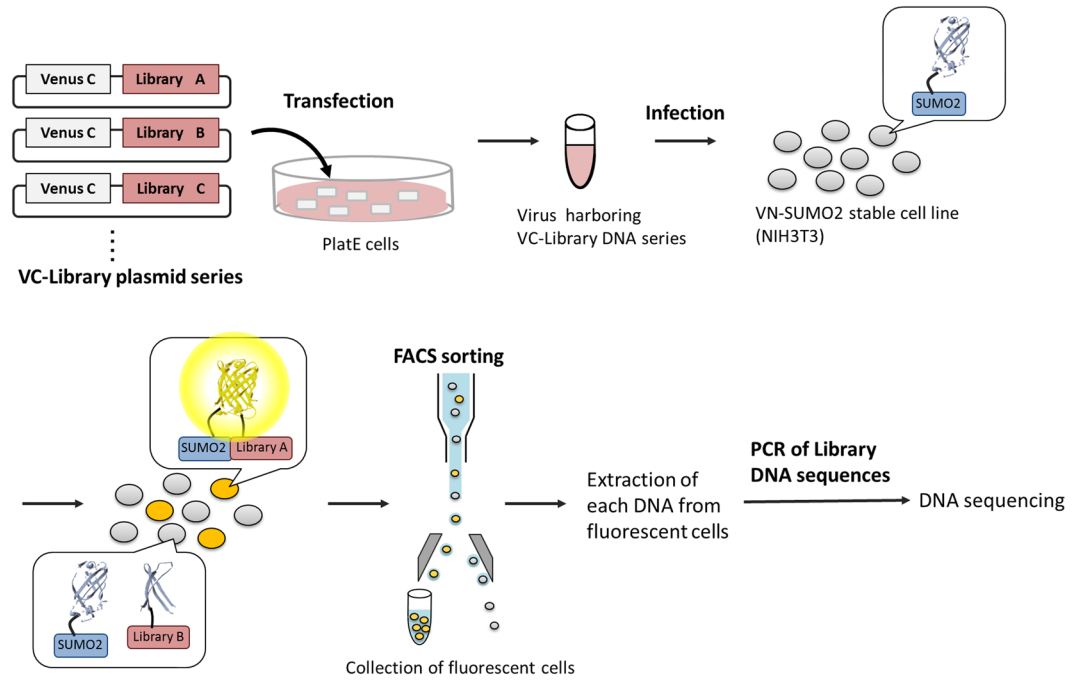 Venus C
Library A
Venus C
Library B
Venus C
Library C
VC-Library plasmid series
Transfection
PlatE cells
Virus harboring
VC-Library DNA series
Infection
SUMO2
VN-SUMO2 stable cell line
(NIH3T3)
SUMO2
Library A
SUMO2
Library B
FACS sorting
Collection of fluorescent cells
Extraction of
each DNA from
fluorescent cells
PCR of Library
DNA sequences
DNA sequencing